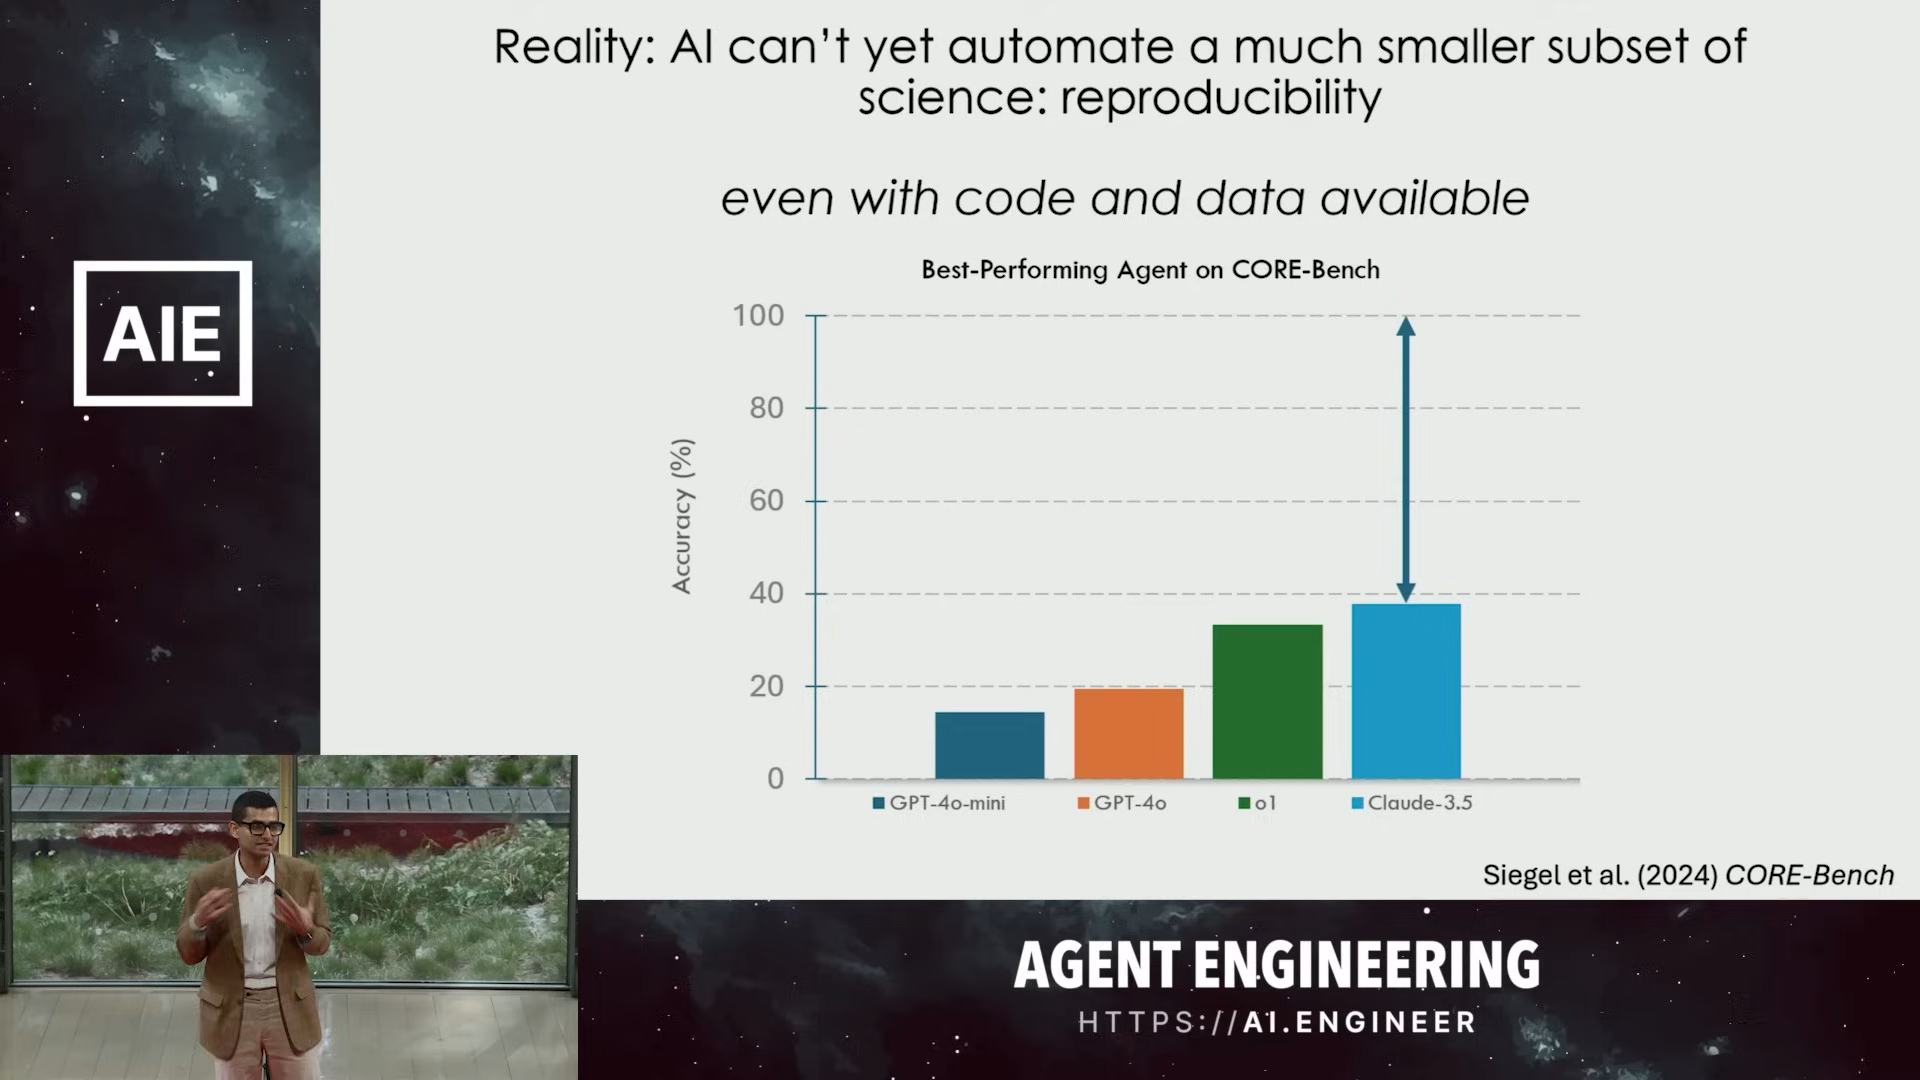 Reality: AI can't yet automate a much smaller subset of
science: reproducibility
even with code and data available
AIE
Best-Performing Agent on CORE-Bench
Accuracy (%)
100
80
60
40
20
0
GPT-4o-mini
GPT-4o
o1
Claude-3.5
Siegel et al. (2024) CORE-Bench
AGENT ENGINEERING
HTTPS://AI.ENGINEER